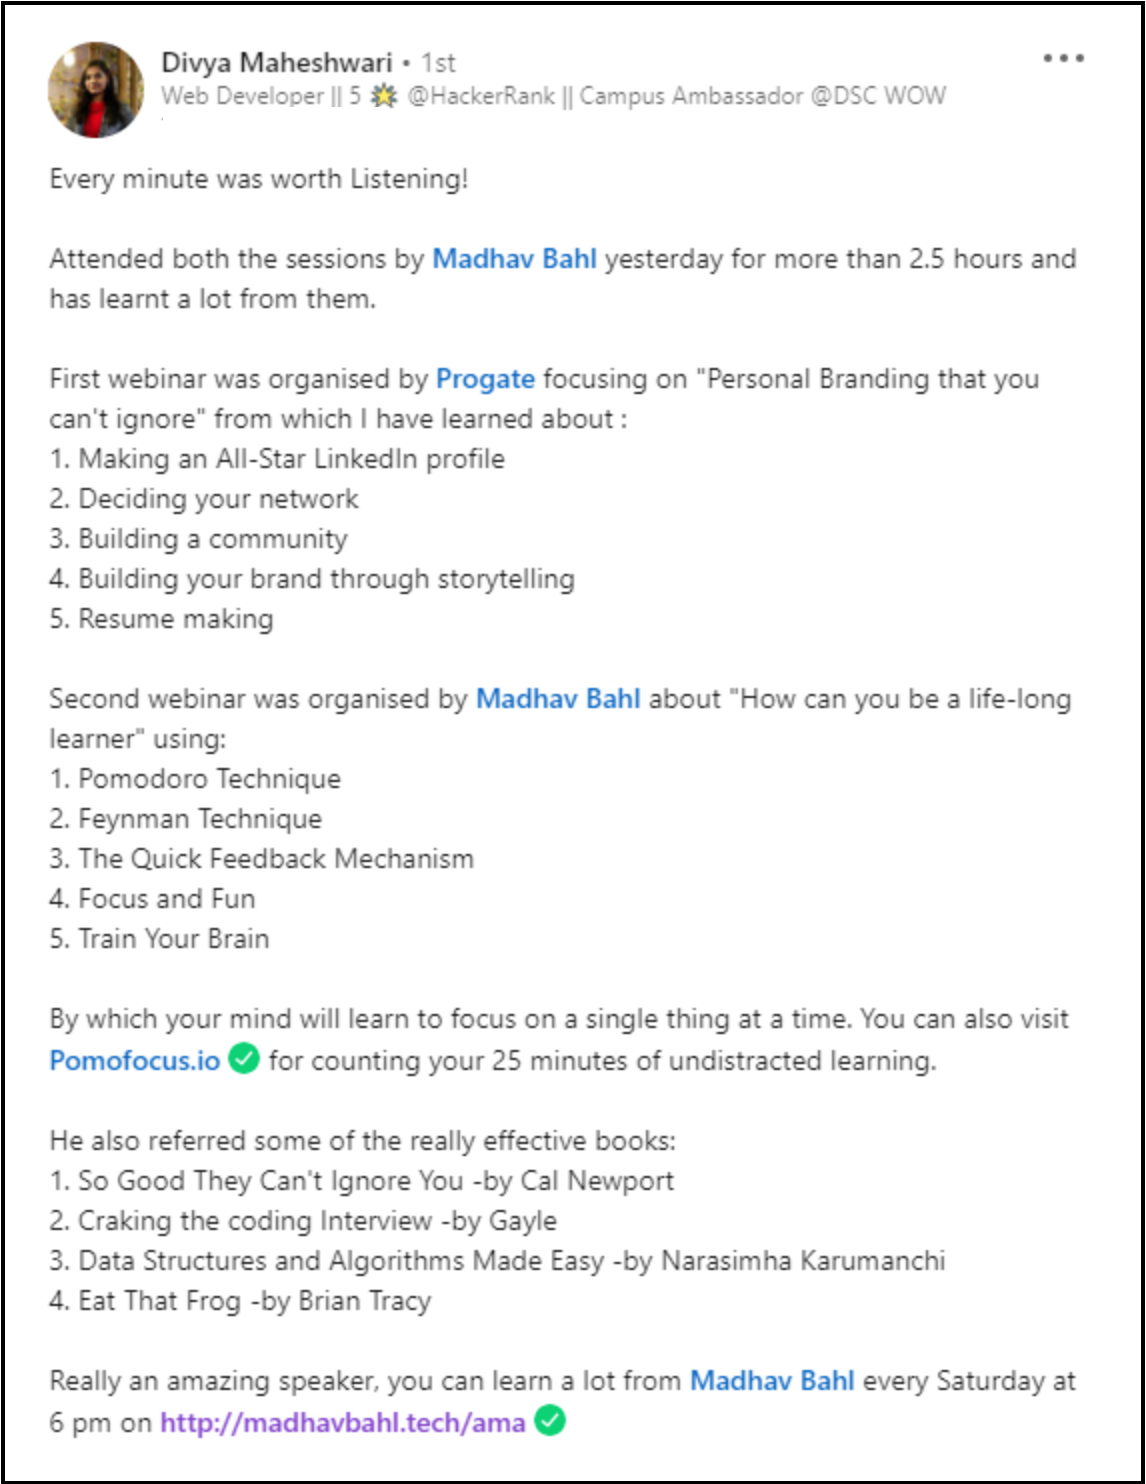 Divya Maheshwari • 1st
Web Developer || 5 🌟 @HackerRank || Campus Ambassador @DSC WOW
Every minute was worth Listening!
Attended both the sessions by Madhav Bahl yesterday for more than 2.5 hours and
has learnt a lot from them.
First webinar was organised by Progate focusing on "Personal Branding that you
can't ignore" from which I have learned about :
1. Making an All-Star LinkedIn profile
2. Deciding your network
3. Building a community
4. Building your brand through storytelling
5. Resume making
Second webinar was organised by Madhav Bahl about "How can you be a life-long
learner" using:
1. Pomodoro Technique
2. Feynman Technique
3. The Quick Feedback Mechanism
4. Focus and Fun
5. Train Your Brain
By which your mind will learn to focus on a single thing at a time. You can also visit
Pomofocus.io ✅ for counting your 25 minutes of undistracted learning.
He also referred some of the really effective books:
1. So Good They Can't Ignore You -by Cal Newport
2. Craking the coding Interview -by Gayle
3. Data Structures and Algorithms Made Easy -by Narasimha Karumanchi
4. Eat That Frog -by Brian Tracy
Really an amazing speaker, you can learn a lot from Madhav Bahl every Saturday at
6 pm on http://madhavbahl.tech/ama ✅